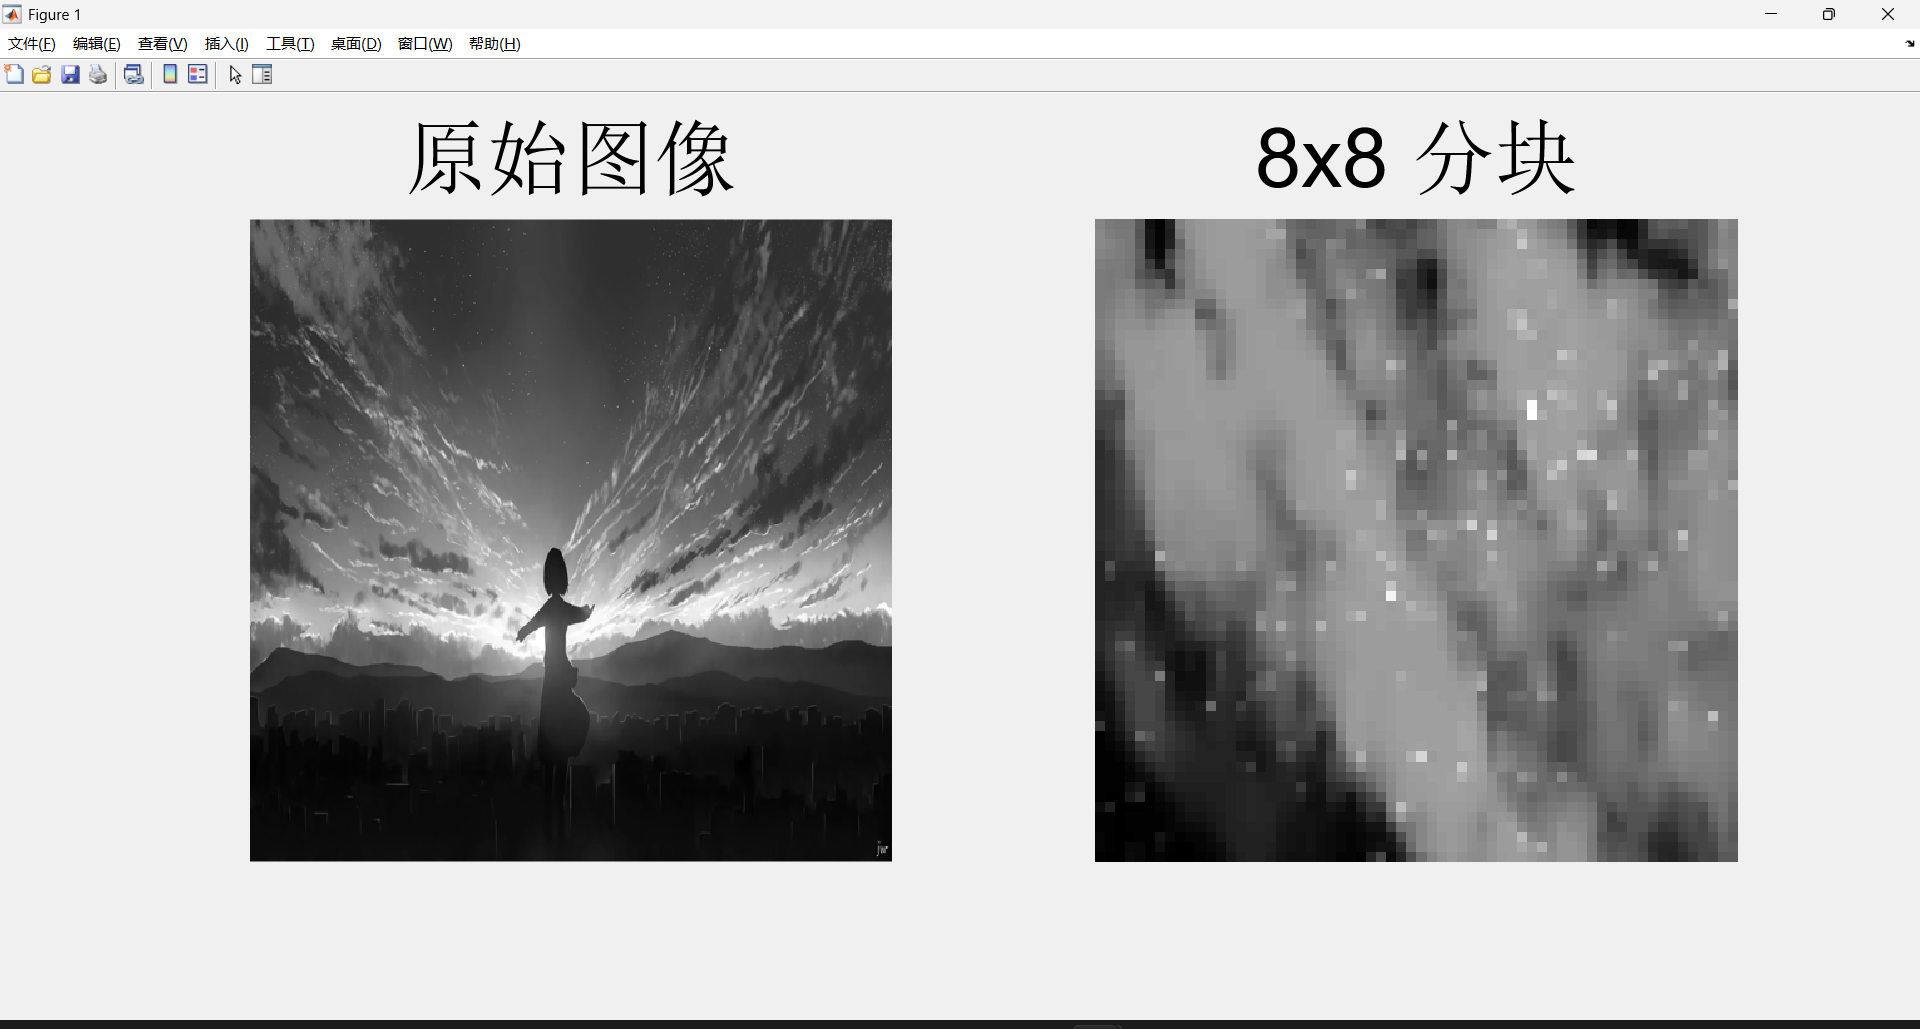 Figure 1
文件(F) 编辑(E) 查看(V) 插入(I) 工具(T) 桌面(D) 窗口(W) 帮助(H)
原始图像
8x8 分块
jw